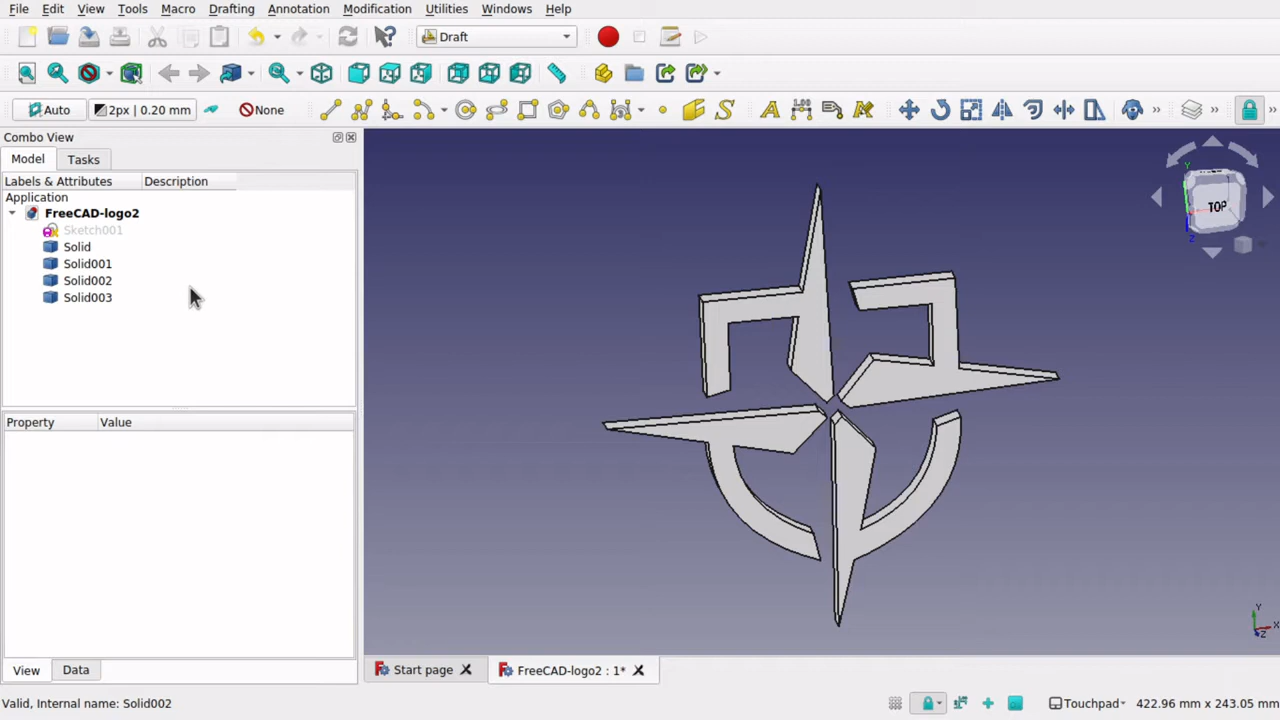 File Edit View Tools Macro Drafting Annotation Modification Utilities Windows Help
Draft
Auto 2px | 0.20 mm None
Combo View
Model Tasks
Labels & Attributes Description
Application
FreeCAD-logo2
Sketch001
Solid
Solid001
Solid002
Solid003
TOP
Y
Z
Property Value
Y
X
Z
View Data
Start page FreeCAD-logo2 : 1*
Valid, Internal name: Solid002 Touchpad 422.96 mm x 243.05 mm